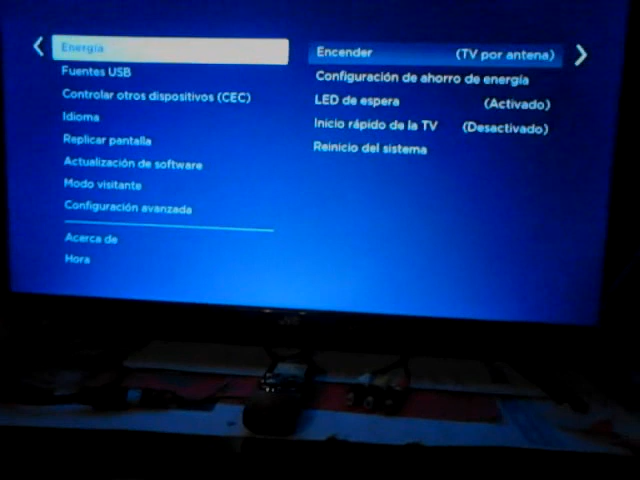 Energía
Fuentes USB
Controlar otros dispositivos (CEC)
Idioma
Replicar pantalla
Actualización de software
Modo visitante
Configuración avanzada
Acerca de
Hora
Encender (TV por antena)
Configuración de ahorro de energía
LED de espera (Activado)
Inicio rápido de la TV (Desactivado)
Reinicio del sistema
JVC